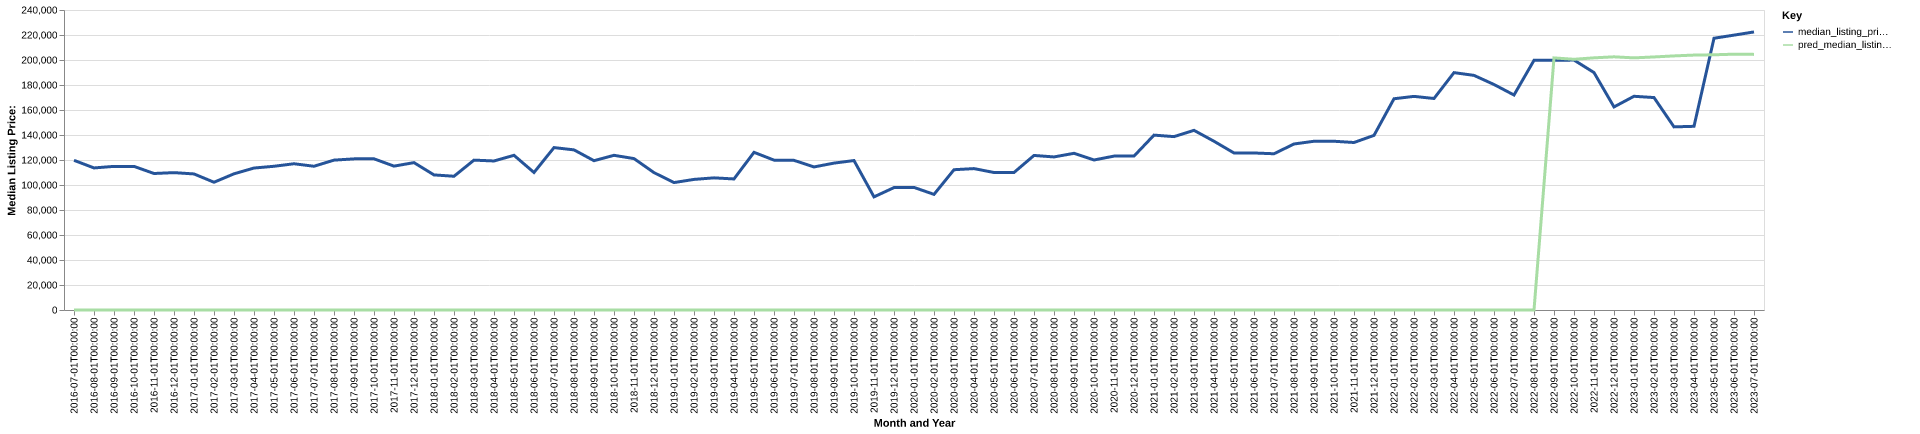 240,000
220,000
200,000
180,000
160,000
140,000
120,000
100,000
80,000
60,000
40,000
20,000
0
Median Listing Price:
2016-07-01T00:00:00
2016-08-01T00:00:00
2016-09-01T00:00:00
2016-10-01T00:00:00
2016-11-01T00:00:00
2016-12-01T00:00:00
2017-01-01T00:00:00
2017-02-01T00:00:00
2017-03-01T00:00:00
2017-04-01T00:00:00
2017-05-01T00:00:00
2017-06-01T00:00:00
2017-07-01T00:00:00
2017-08-01T00:00:00
2017-09-01T00:00:00
2017-10-01T00:00:00
2017-11-01T00:00:00
2017-12-01T00:00:00
2018-01-01T00:00:00
2018-02-01T00:00:00
2018-03-01T00:00:00
2018-04-01T00:00:00
2018-05-01T00:00:00
2018-06-01T00:00:00
2018-07-01T00:00:00
2018-08-01T00:00:00
2018-09-01T00:00:00
2018-10-01T00:00:00
2018-11-01T00:00:00
2018-12-01T00:00:00
2019-01-01T00:00:00
2019-02-01T00:00:00
2019-03-01T00:00:00
2019-04-01T00:00:00
2019-05-01T00:00:00
2019-06-01T00:00:00
2019-07-01T00:00:00
2019-08-01T00:00:00
2019-09-01T00:00:00
2019-10-01T00:00:00
2019-11-01T00:00:00
2019-12-01T00:00:00
2020-01-01T00:00:00
2020-02-01T00:00:00
2020-03-01T00:00:00
2020-04-01T00:00:00
2020-05-01T00:00:00
2020-06-01T00:00:00
2020-07-01T00:00:00
2020-08-01T00:00:00
2020-09-01T00:00:00
2020-10-01T00:00:00
2020-11-01T00:00:00
2020-12-01T00:00:00
2021-01-01T00:00:00
2021-02-01T00:00:00
2021-03-01T00:00:00
2021-04-01T00:00:00
2021-05-01T00:00:00
2021-06-01T00:00:00
2021-07-01T00:00:00
2021-08-01T00:00:00
2021-09-01T00:00:00
2021-10-01T00:00:00
2021-11-01T00:00:00
2021-12-01T00:00:00
2022-01-01T00:00:00
2022-02-01T00:00:00
2022-03-01T00:00:00
2022-04-01T00:00:00
2022-05-01T00:00:00
2022-06-01T00:00:00
2022-07-01T00:00:00
2022-08-01T00:00:00
2022-09-01T00:00:00
2022-10-01T00:00:00
2022-11-01T00:00:00
2022-12-01T00:00:00
2023-01-01T00:00:00
2023-02-01T00:00:00
2023-03-01T00:00:00
2023-04-01T00:00:00
2023-05-01T00:00:00
2023-06-01T00:00:00
2023-07-01T00:00:00
Month and Year
Key
median_listing_pri…
pred_median_listin…